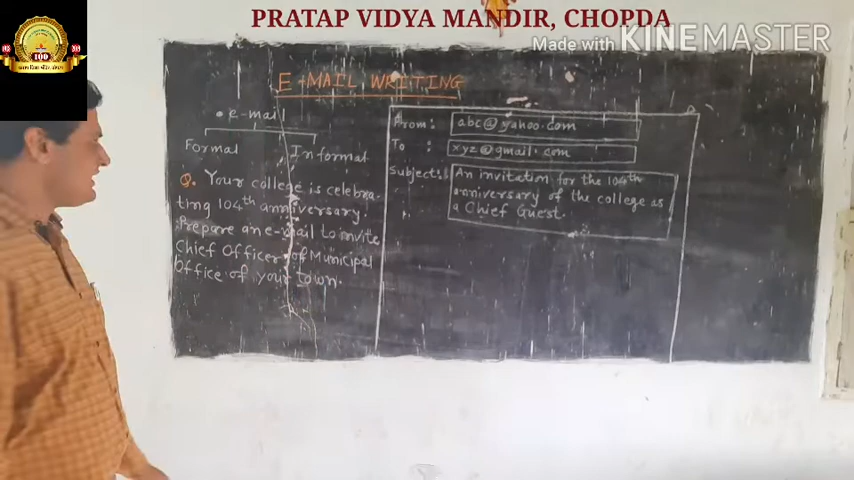 PRATAP VIDYA MANDIR, CHOPDA
Made with KINEMASTER
100
E-MAIL WRITING
• e-mail
Formal Informal
Q. Your college is celebra-
ting 104th anniversary.
Prepare an e-mail to invite
Chief Officer of Municipal
Office of your town.
From : abc@yahoo.com
To : xyz@gmail.com
Subject: An invitation for the 104th
anniversary of the college as
a Chief Guest.